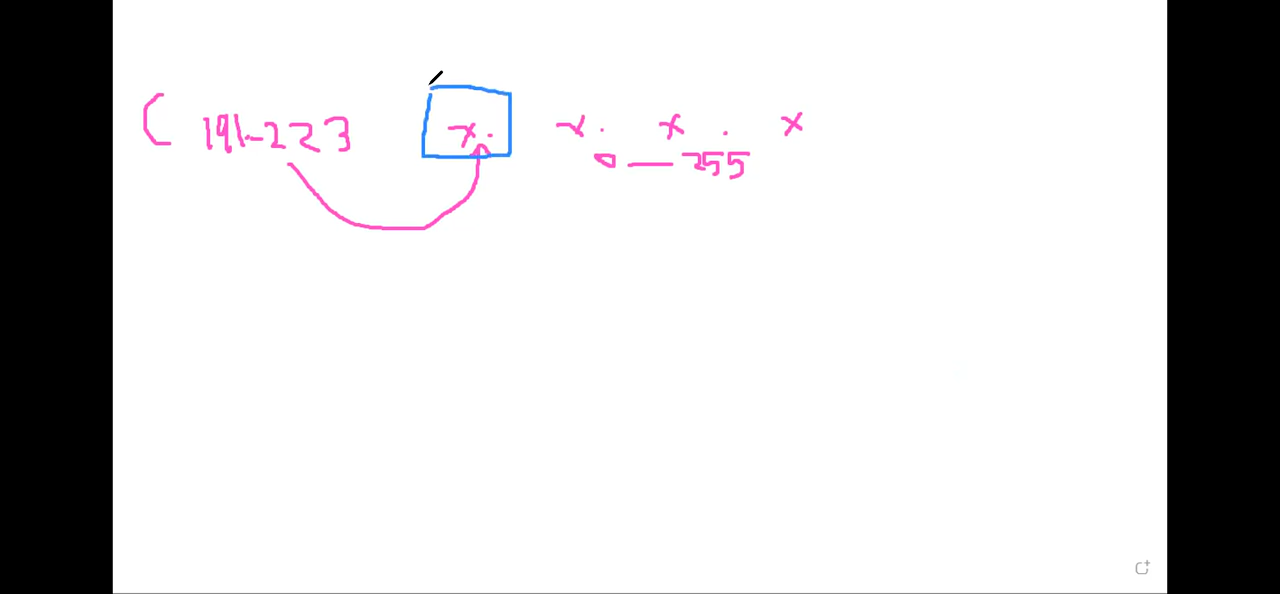 C 191-223 x. x. x . x
0 — 255